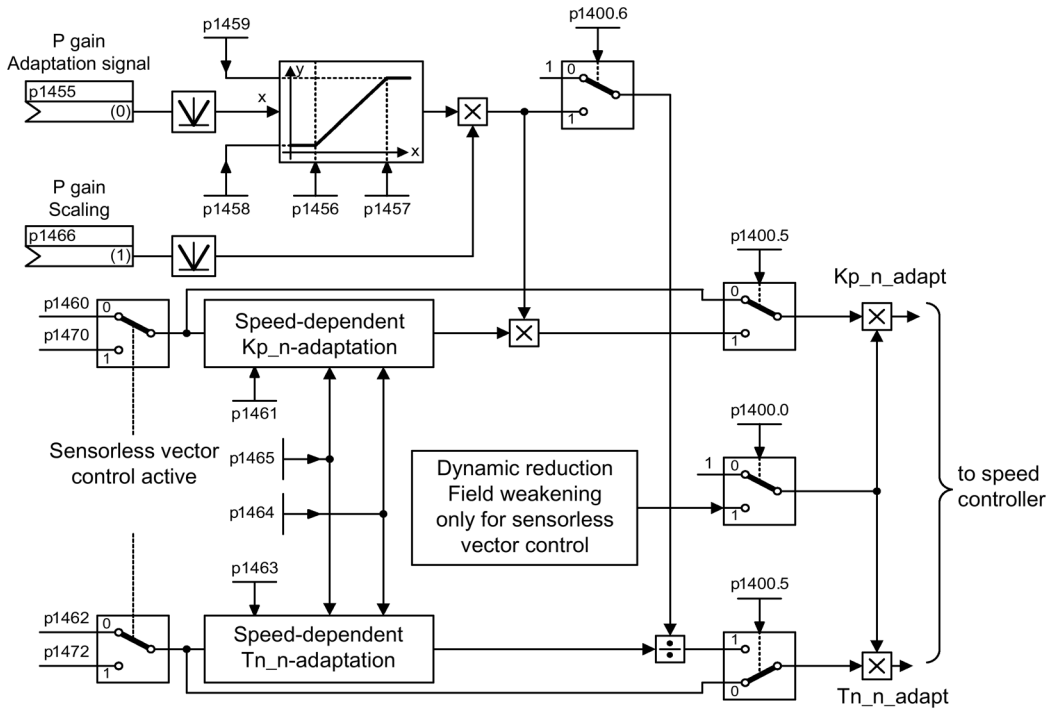 p1459
p1400.6
P gain
Adaptation signal
p1455
(0)
x
y
x
1
0
1
p1458
p1456
p1457
P gain
Scaling
p1466
(1)
p1400.5
Kp_n_adapt
p1460
0
p1470
1
Speed-dependent
Kp_n-adaptation
0
1
p1461
Sensorless vector
control active
p1465
p1464
Dynamic reduction
Field weakening
only for sensorless
vector control
p1400.0
1
0
1
to speed
controller
p1463
p1400.5
p1462
0
p1472
1
Speed-dependent
Tn_n-adaptation
÷
1
0
Tn_n_adapt